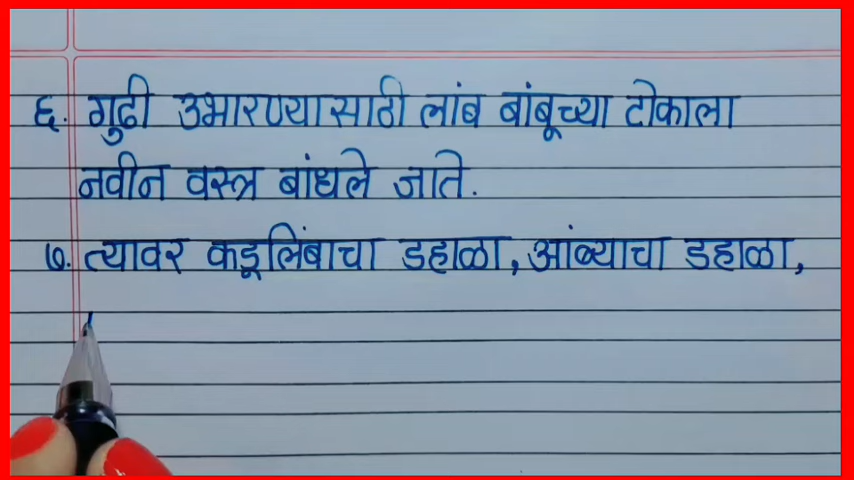 ६. गुढी उभारण्यासाठी लांब बांबूच्या टोकाला
नवीन वस्त्र बांधले जाते.
७. त्यावर कडूलिंबाचा डहाळा, आंब्याचा डहाळा,